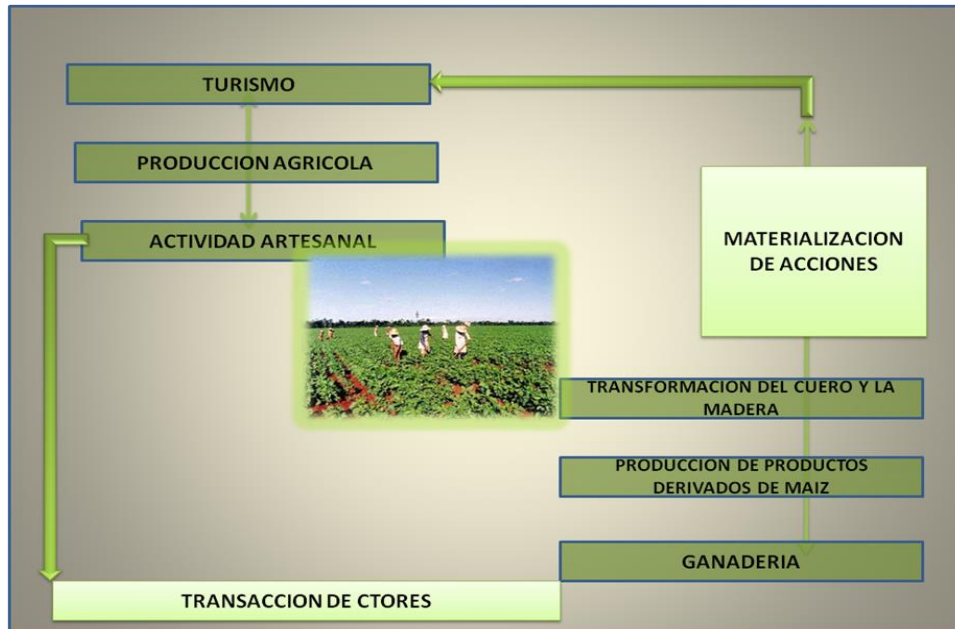 TURISMO
PRODUCCION AGRICOLA
ACTIVIDAD ARTESANAL
MATERIALIZACION
DE ACCIONES
TRANSFORMACION DEL CUERO Y LA
MADERA
PRODUCCION DE PRODUCTOS
DERIVADOS DE MAIZ
GANADERIA
TRANSACCION DE CTORES